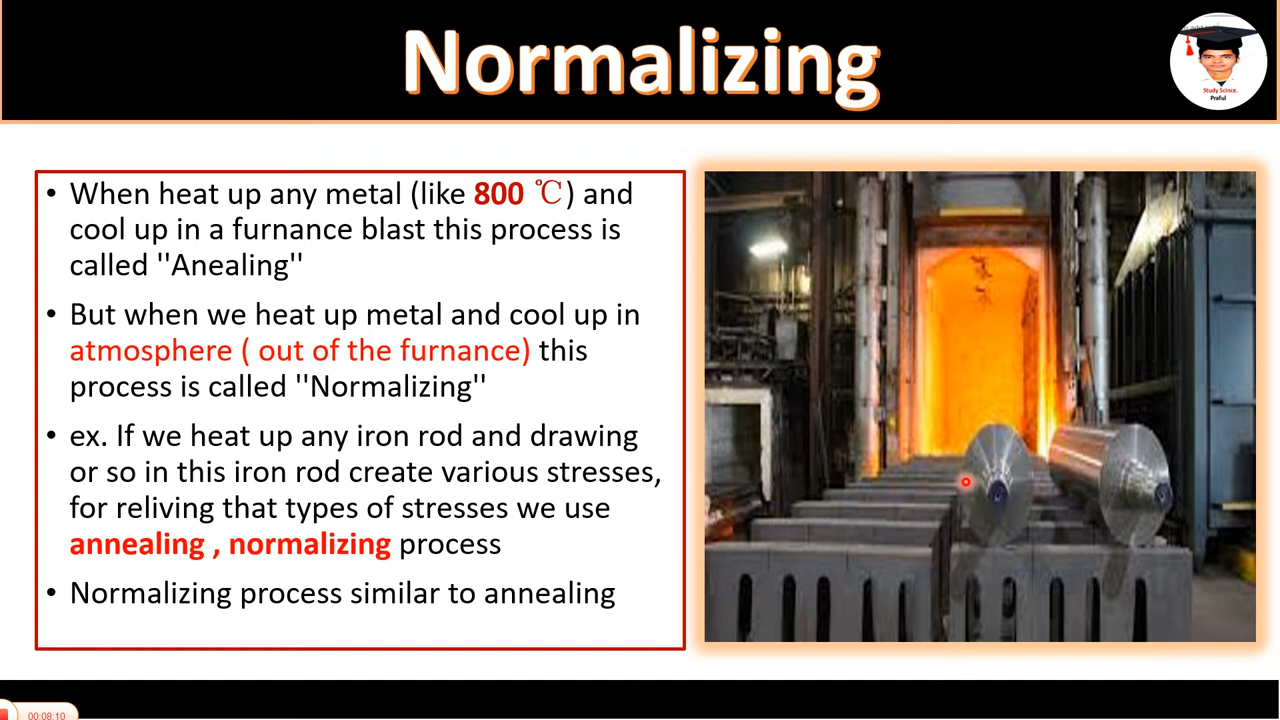 Normalizing
Study Scince.
Praful
• When heat up any metal (like 800 ℃) and
cool up in a furnance blast this process is
called ''Anealing''
• But when we heat up metal and cool up in
atmosphere ( out of the furnance) this
process is called ''Normalizing''
• ex. If we heat up any iron rod and drawing
or so in this iron rod create various stresses,
for reliving that types of stresses we use
annealing , normalizing process
• Normalizing process similar to annealing
00:08:10